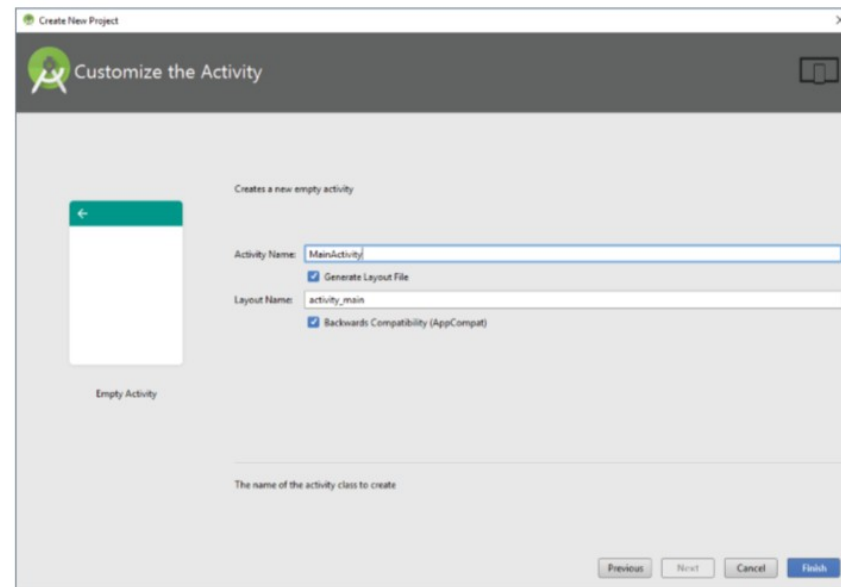 Create New Project
Customize the Activity
Creates a new empty activity
Activity Name: MainActivity
Generate Layout File
Layout Name: activity_main
Backwards Compatibility (AppCompat)
Empty Activity
The name of the activity class to create
Previous Next Cancel Finish